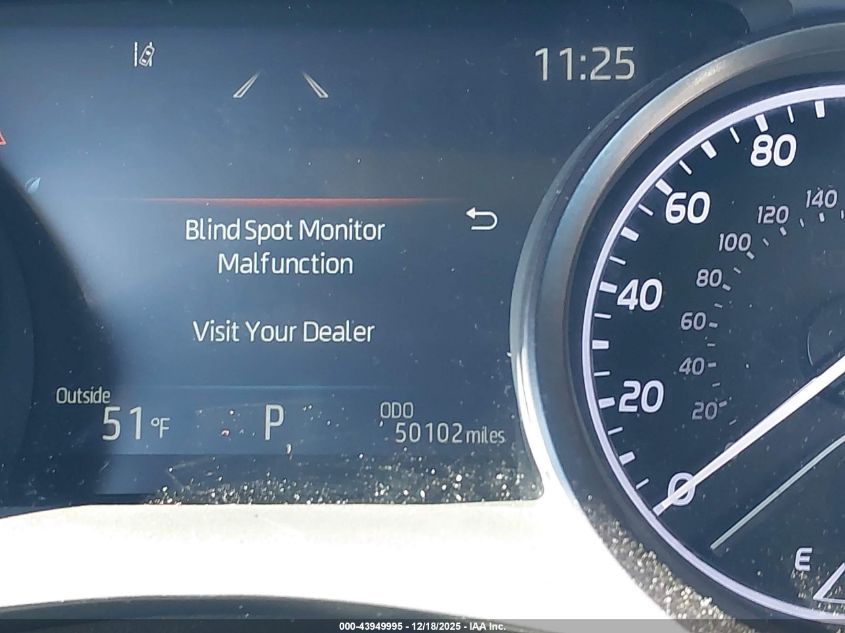 11:25
Blind Spot Monitor
Malfunction
Visit Your Dealer
Outside
51°F
P
ODO
50102 miles
80
60
40
20
0
140
120
100
80
60
40
20
E
000-43949995 - 12/18/2025 - IAA Inc.